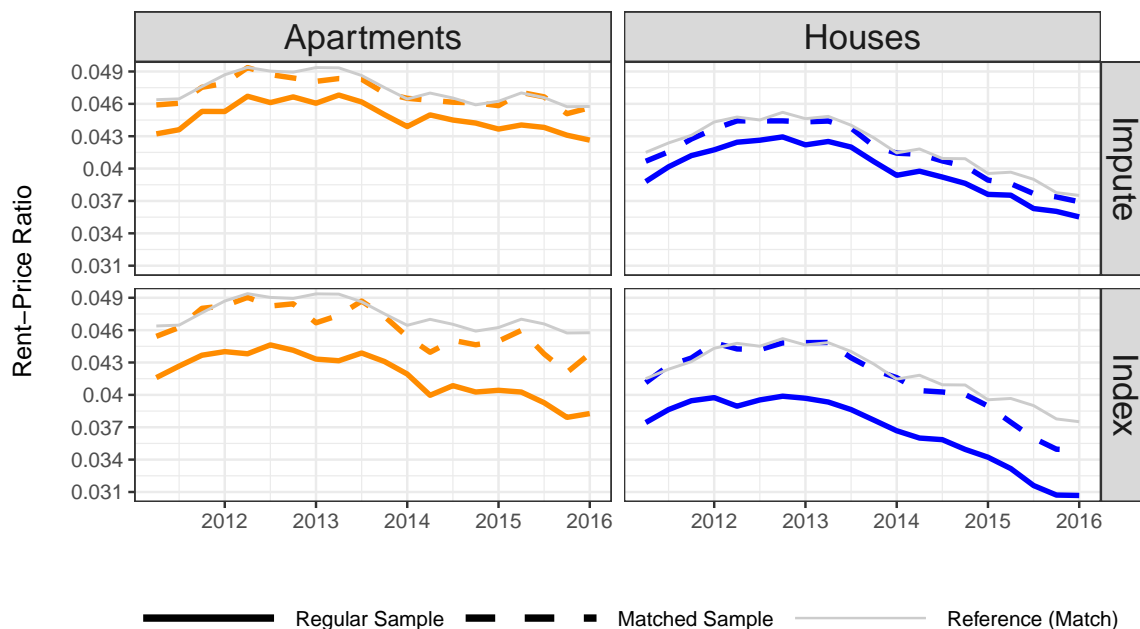 Apartments
Houses
0.049
0.046
0.043
0.04
0.037
0.034
0.031
Impute
Rent−Price Ratio
0.049
0.046
0.043
0.04
0.037
0.034
0.031
Index
2012 2013 2014 2015 2016
2012 2013 2014 2015 2016
Regular Sample Matched Sample Reference (Match)